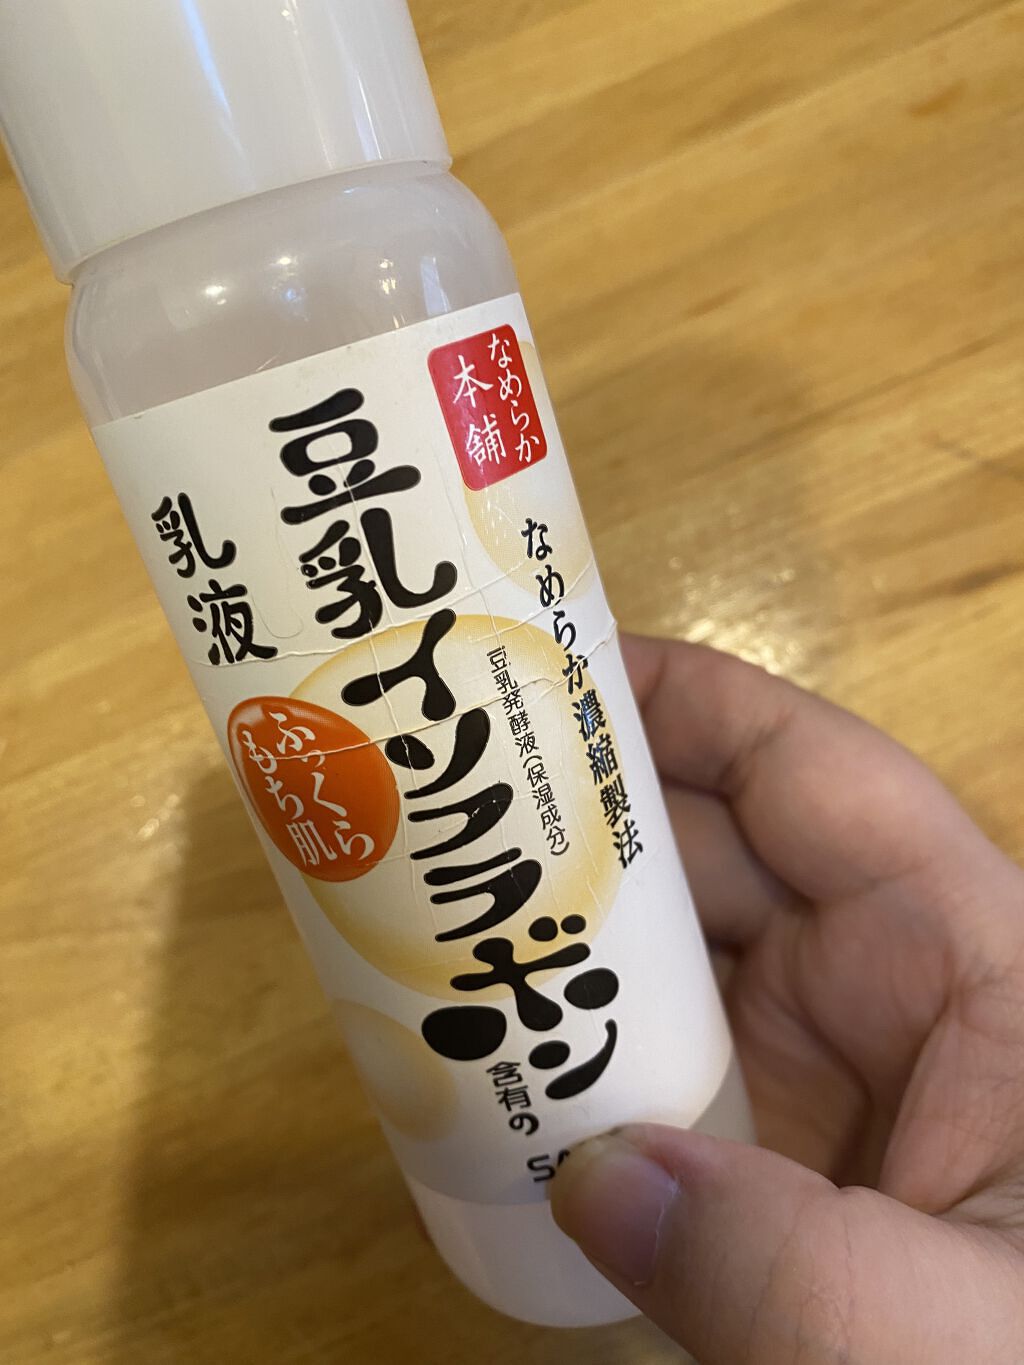 なめらか
本舗
なめらか濃縮製法
豆乳発酵液(保湿成分)
豆乳イソフラボン
含有の
乳液
ふっくら
もち肌